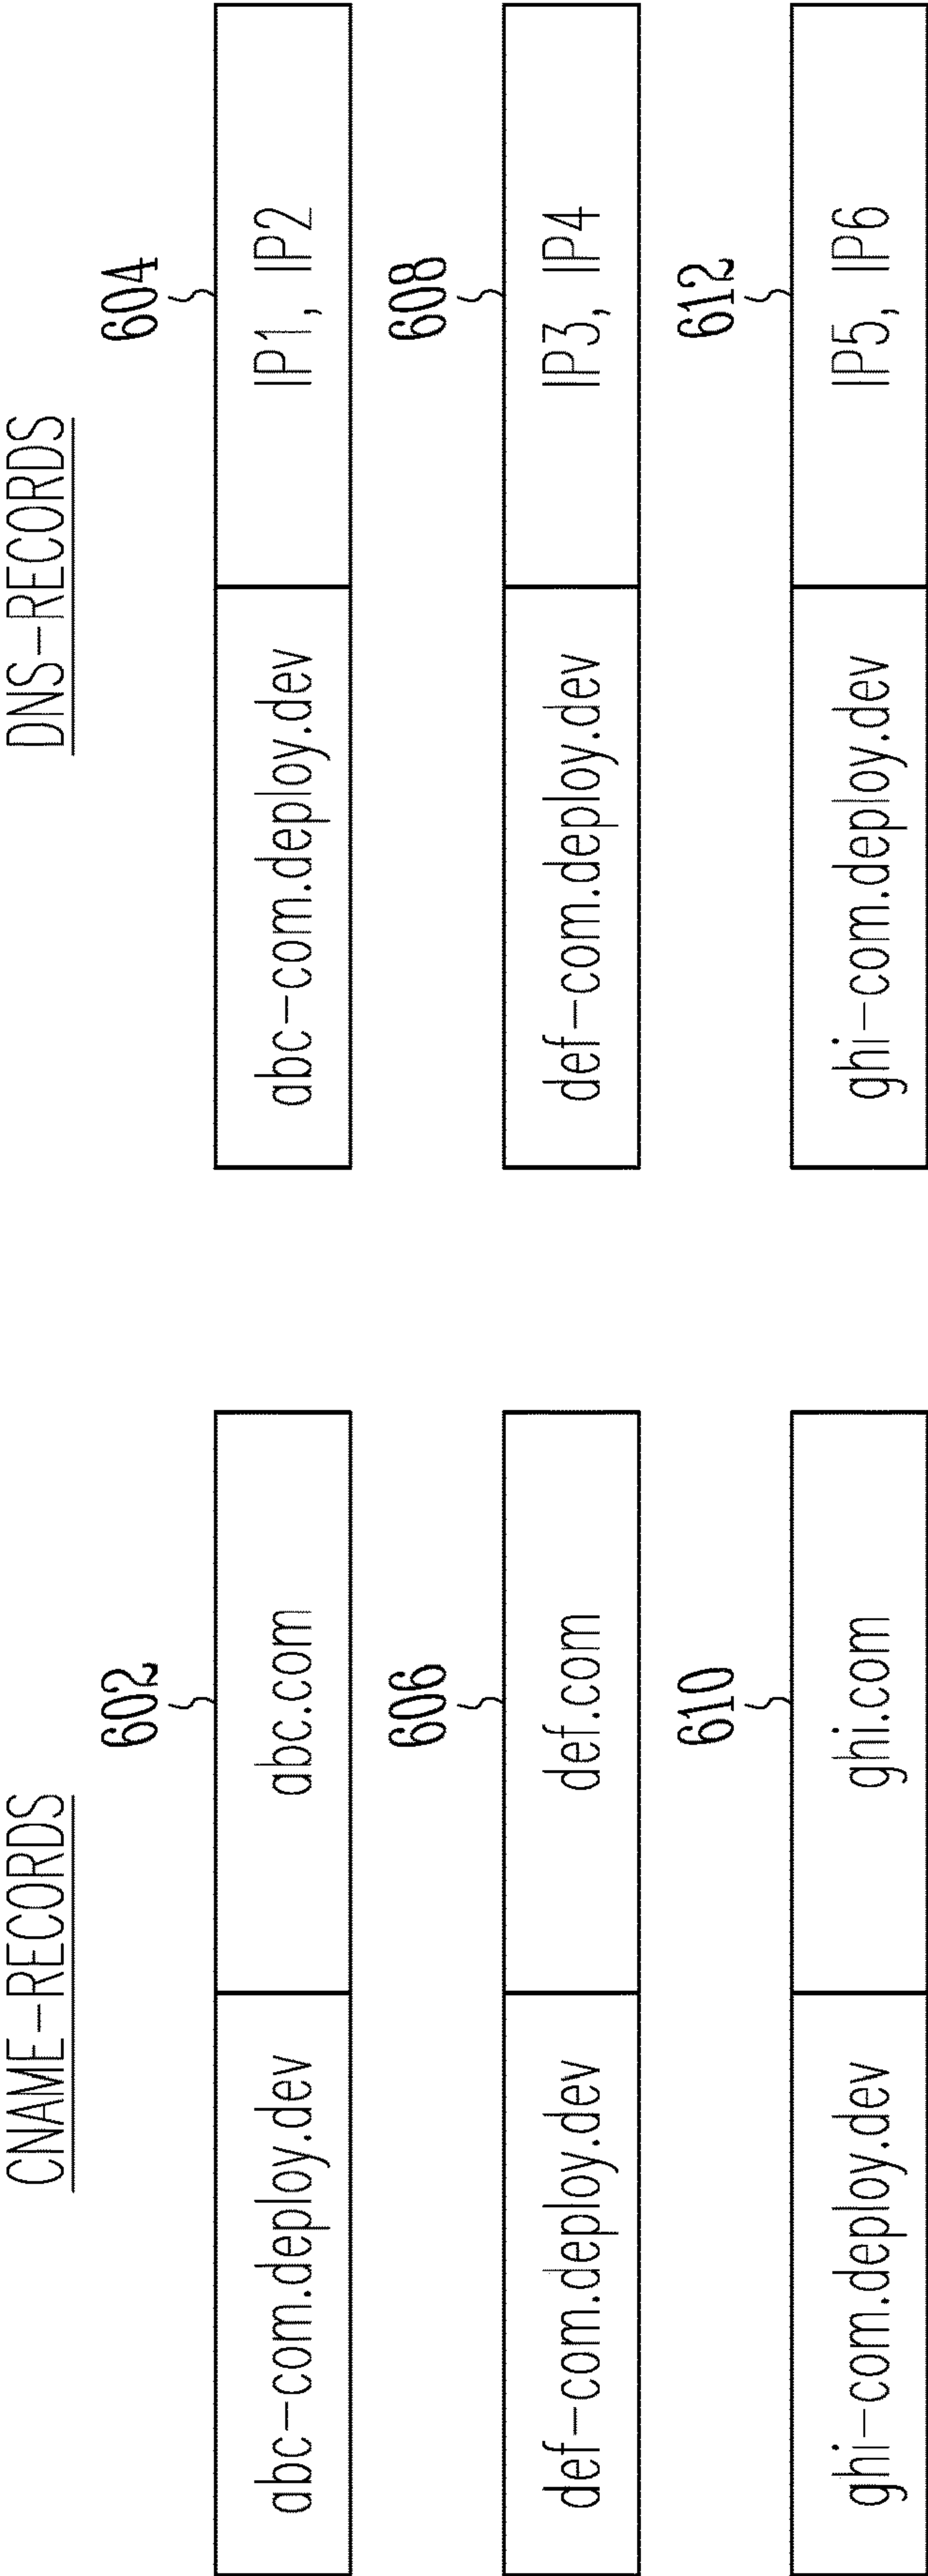 CNAME-RECORDS
602
abc-com.deploy.dev abc.com
606
def-com.deploy.dev def.com
610
ghi-com.deploy.dev ghi.com
DNS-RECORDS
604
abc-com.deploy.dev IP1, IP2
608
def-com.deploy.dev IP3, IP4
612
ghi-com.deploy.dev IP5, IP6